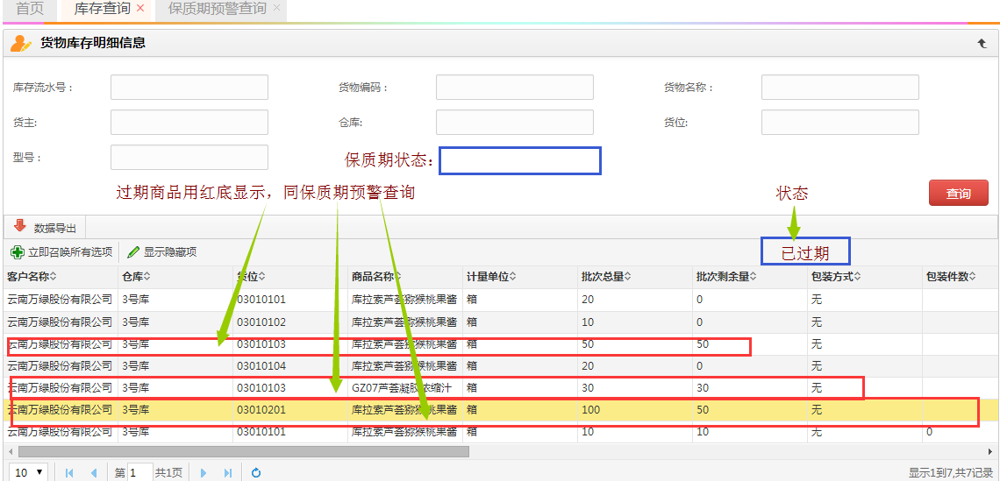 首页 库存查询 × 保质期预警查询 ×
货物库存明细信息
库存流水号： 货物编码： 货物名称：
货主: 仓库: 货位:
型号： 保质期状态：
过期商品用红底显示，同保质期预警查询 状态
查询
数据导出
立即召唤所有选项 显示隐藏项 已过期
客户名称 仓库 货位 商品名称 计量单位 批次总量 批次剩余量 包装方式 包装件数
云南万绿股份有限公司 3号库 03010101 库拉索芦荟猕猴桃果酱 箱 20 0 无
云南万绿股份有限公司 3号库 03010102 库拉索芦荟猕猴桃果酱 箱 10 0 无
云南万绿股份有限公司 3号库 03010103 库拉索芦荟猕猴桃果酱 箱 50 50 无
云南万绿股份有限公司 3号库 03010104 库拉索芦荟猕猴桃果酱 箱 20 0 无
云南万绿股份有限公司 3号库 03010103 GZ07芦荟凝胶浓缩汁 箱 30 30 无
云南万绿股份有限公司 3号库 03010201 库拉索芦荟猕猴桃果酱 箱 100 50 无
云南万绿股份有限公司 3号库 03010101 库拉索芦荟猕猴桃果酱 箱 10 10 无 0
10 第 1 共1页 显示1到7,共7记录